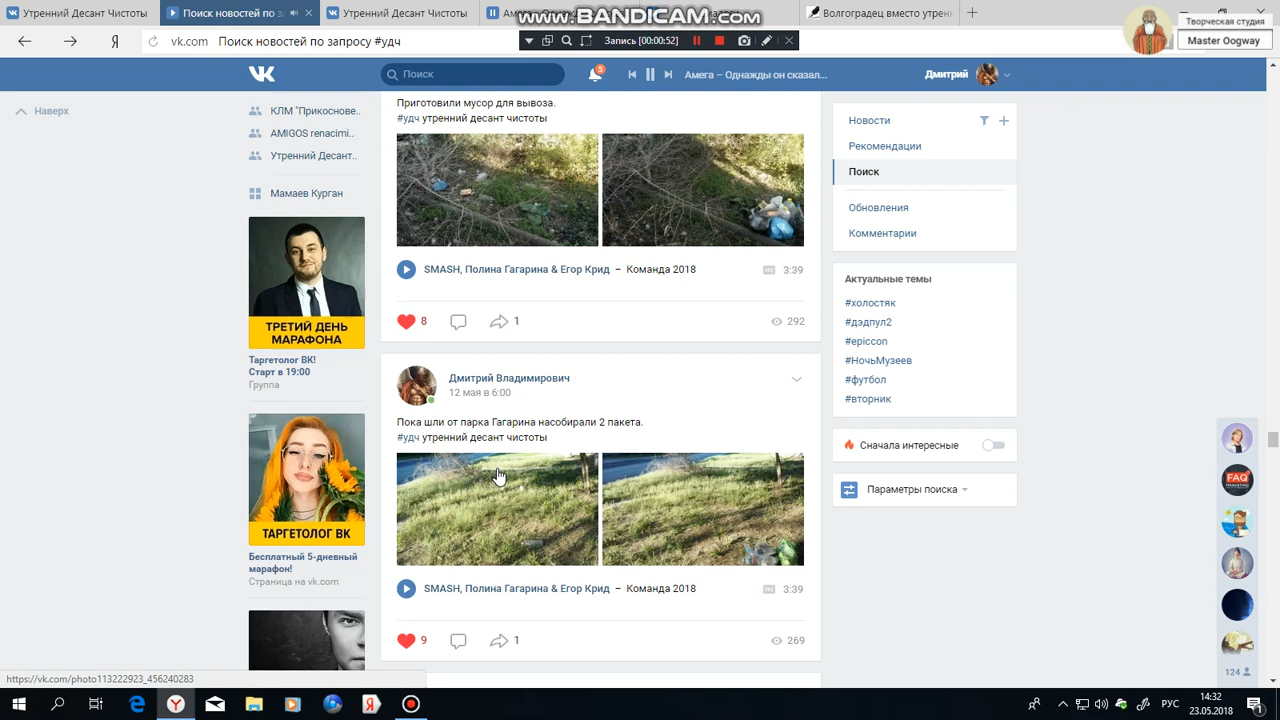 Утренний Десант Чистоты
Поиск новостей по з
Утренний Десант Чистоты
Волгоград вместо утрен
www.BANDICAM.com
vk.com Поиск новостей по запросу #удч
Запись [00:00:52]
Творческая студия
Master Oogway
Поиск
5
Амега – Однажды он сказал...
Дмитрий
Наверх
КЛМ "Прикоснове..
AMIGOS renacimi..
Утренний Десант..
Мамаев Курган
ТРЕТИЙ ДЕНЬ
МАРАФОНА
Таргетолог ВК!
Старт в 19:00
Группа
ТАРГЕТОЛОГ ВК
Бесплатный 5-дневный
марафон!
Страница на vk.com
Приготовили мусор для вывоза.
#удч утренний десант чистоты
SMASH, Полина Гагарина & Егор Крид – Команда 2018
HD 3:39
8 1 292
Дмитрий Владимирович
12 мая в 6:00
Пока шли от парка Гагарина насобирали 2 пакета.
#удч утренний десант чистоты
SMASH, Полина Гагарина & Егор Крид – Команда 2018
HD 3:39
9 1 269
Новости
Рекомендации
Поиск
Обновления
Комментарии
Актуальные темы
#холостяк
#дэдпул2
#epiccon
#НочьМузеев
#футбол
#вторник
Сначала интересные
Параметры поиска
FAQ
124
https://vk.com/photo113222923_456240283
РУС
14:32
23.05.2018